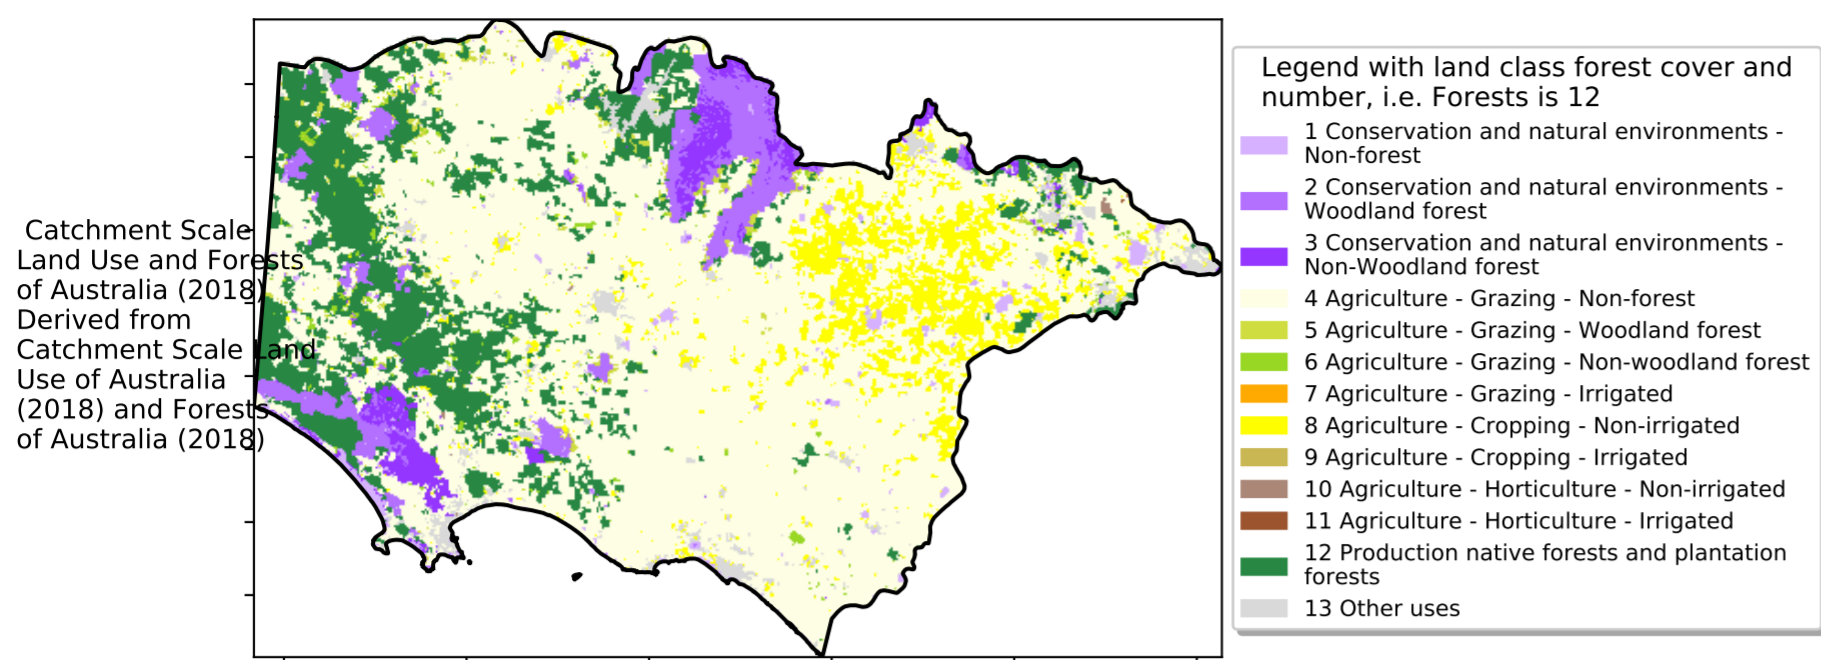 Catchment Scale
Land Use and Forests
of Australia (2018)
Derived from
Catchment Scale Land
Use of Australia
(2018) and Forests
of Australia (2018)
Legend with land class forest cover and
number, i.e. Forests is 12
1 Conservation and natural environments -
Non-forest
2 Conservation and natural environments -
Woodland forest
3 Conservation and natural environments -
Non-Woodland forest
4 Agriculture - Grazing - Non-forest
5 Agriculture - Grazing - Woodland forest
6 Agriculture - Grazing - Non-woodland forest
7 Agriculture - Grazing - Irrigated
8 Agriculture - Cropping - Non-irrigated
9 Agriculture - Cropping - Irrigated
10 Agriculture - Horticulture - Non-irrigated
11 Agriculture - Horticulture - Irrigated
12 Production native forests and plantation
forests
13 Other uses